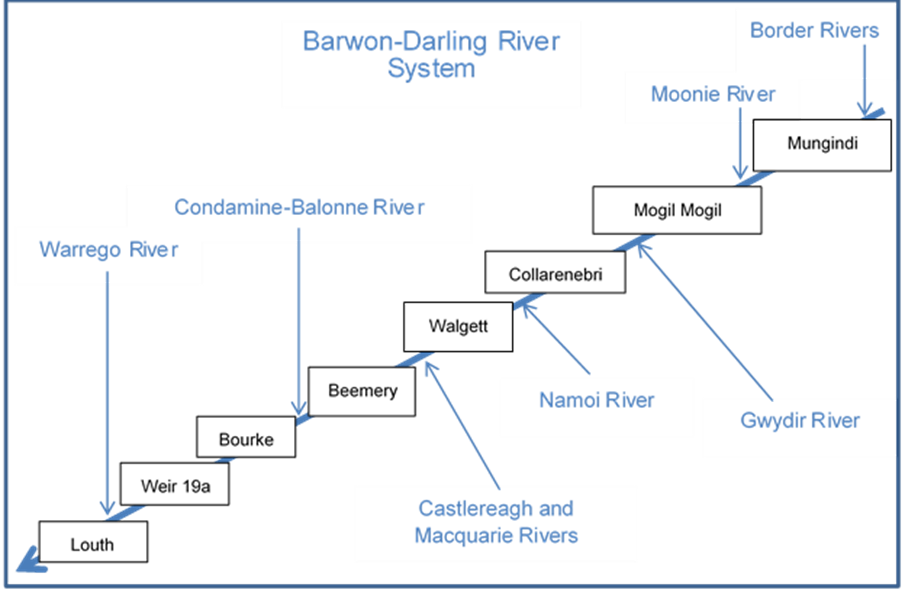 Barwon-Darling River
System
Border Rivers
Moonie River
Mungindi
Mogil Mogil
Condamine-Balonne River
Warrego River
Collarenebri
Walgett
Beemery
Namoi River
Gwydir River
Bourke
Weir 19a
Castlereagh and
Macquarie Rivers
Louth